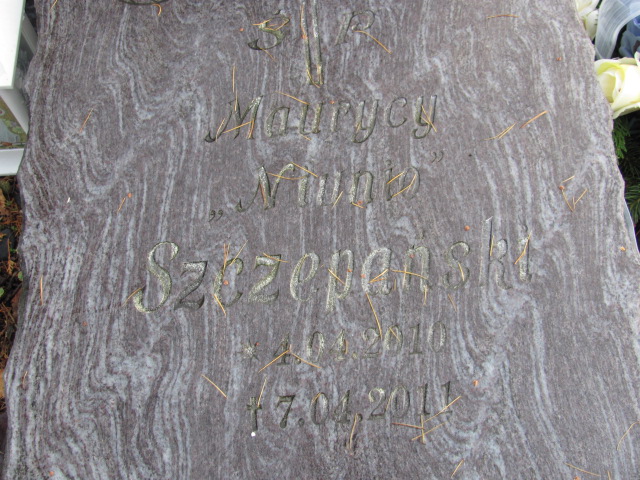 Ś P
Maurycy
„Niunio”
Szczepański
* 4.04.2010
† 7.04.2011